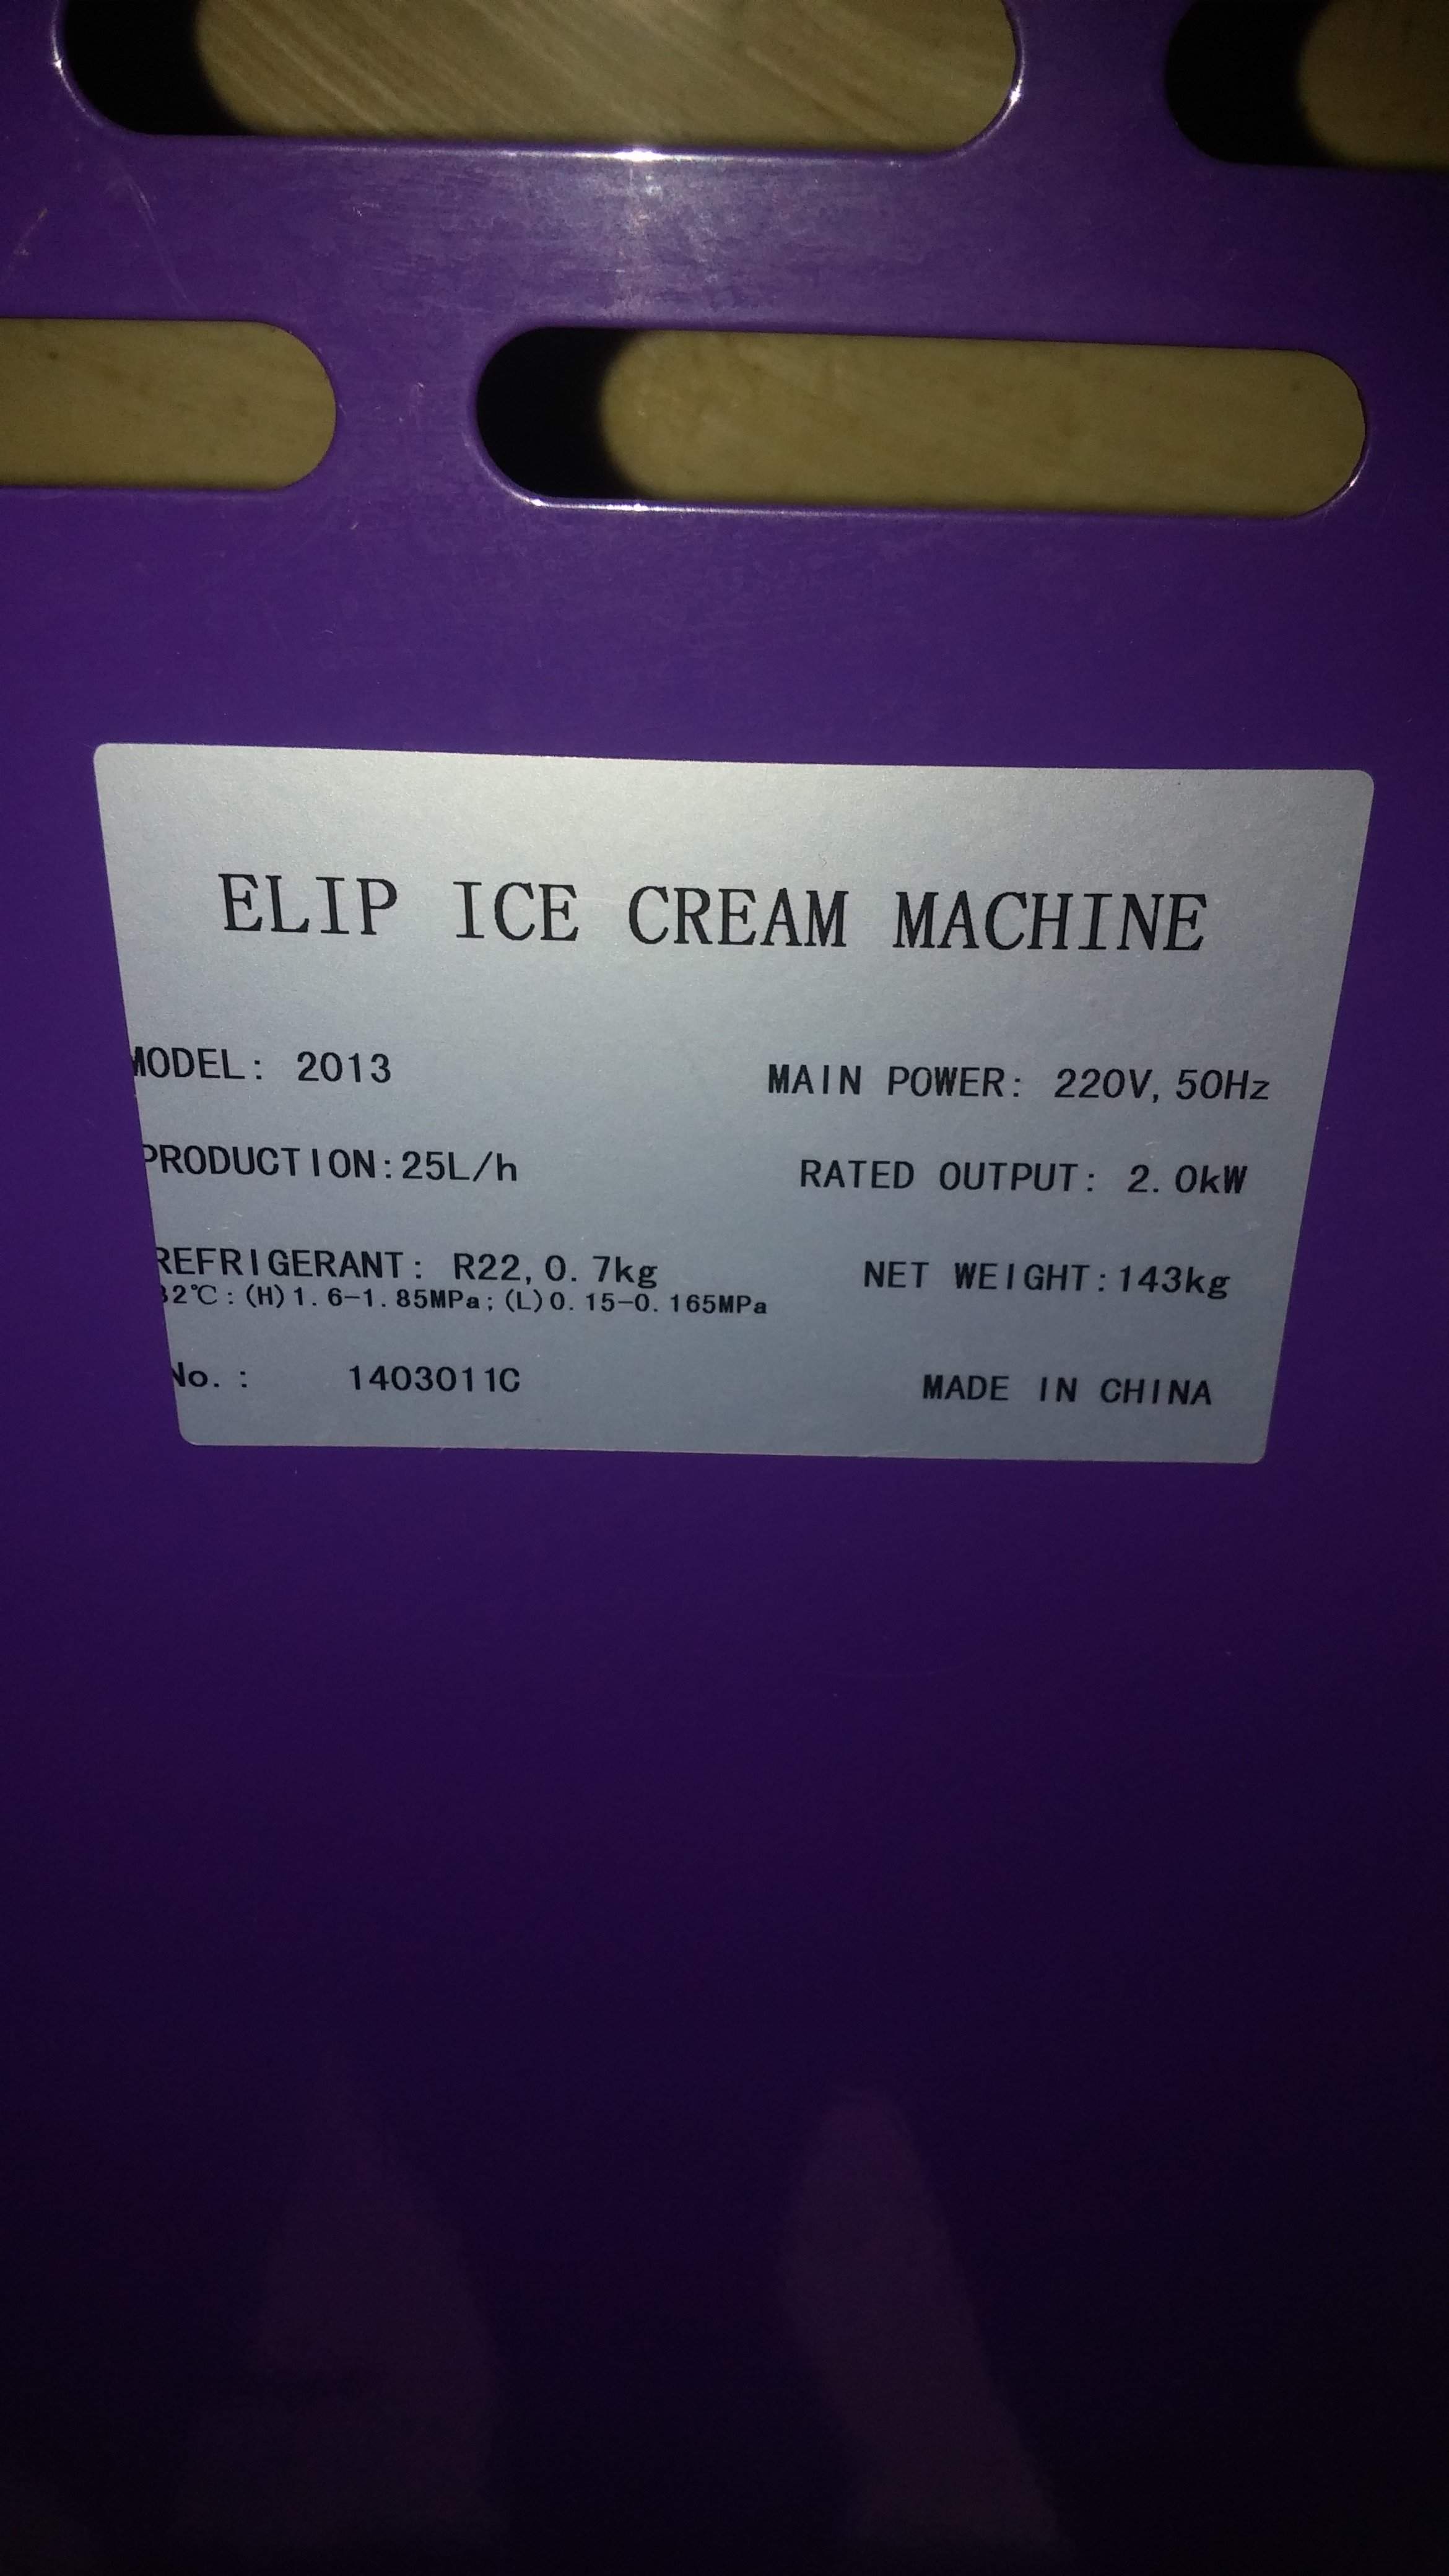 ELIP ICE CREAM MACHINE
MODEL: 2013 MAIN POWER: 220V, 50Hz
PRODUCTION:25L/h RATED OUTPUT: 2.0kW
REFRIGERANT: R22, 0.7kg NET WEIGHT:143kg
32℃:(H)1.6-1.85MPa;(L)0.15-0.165MPa
No.: 1403011C MADE IN CHINA